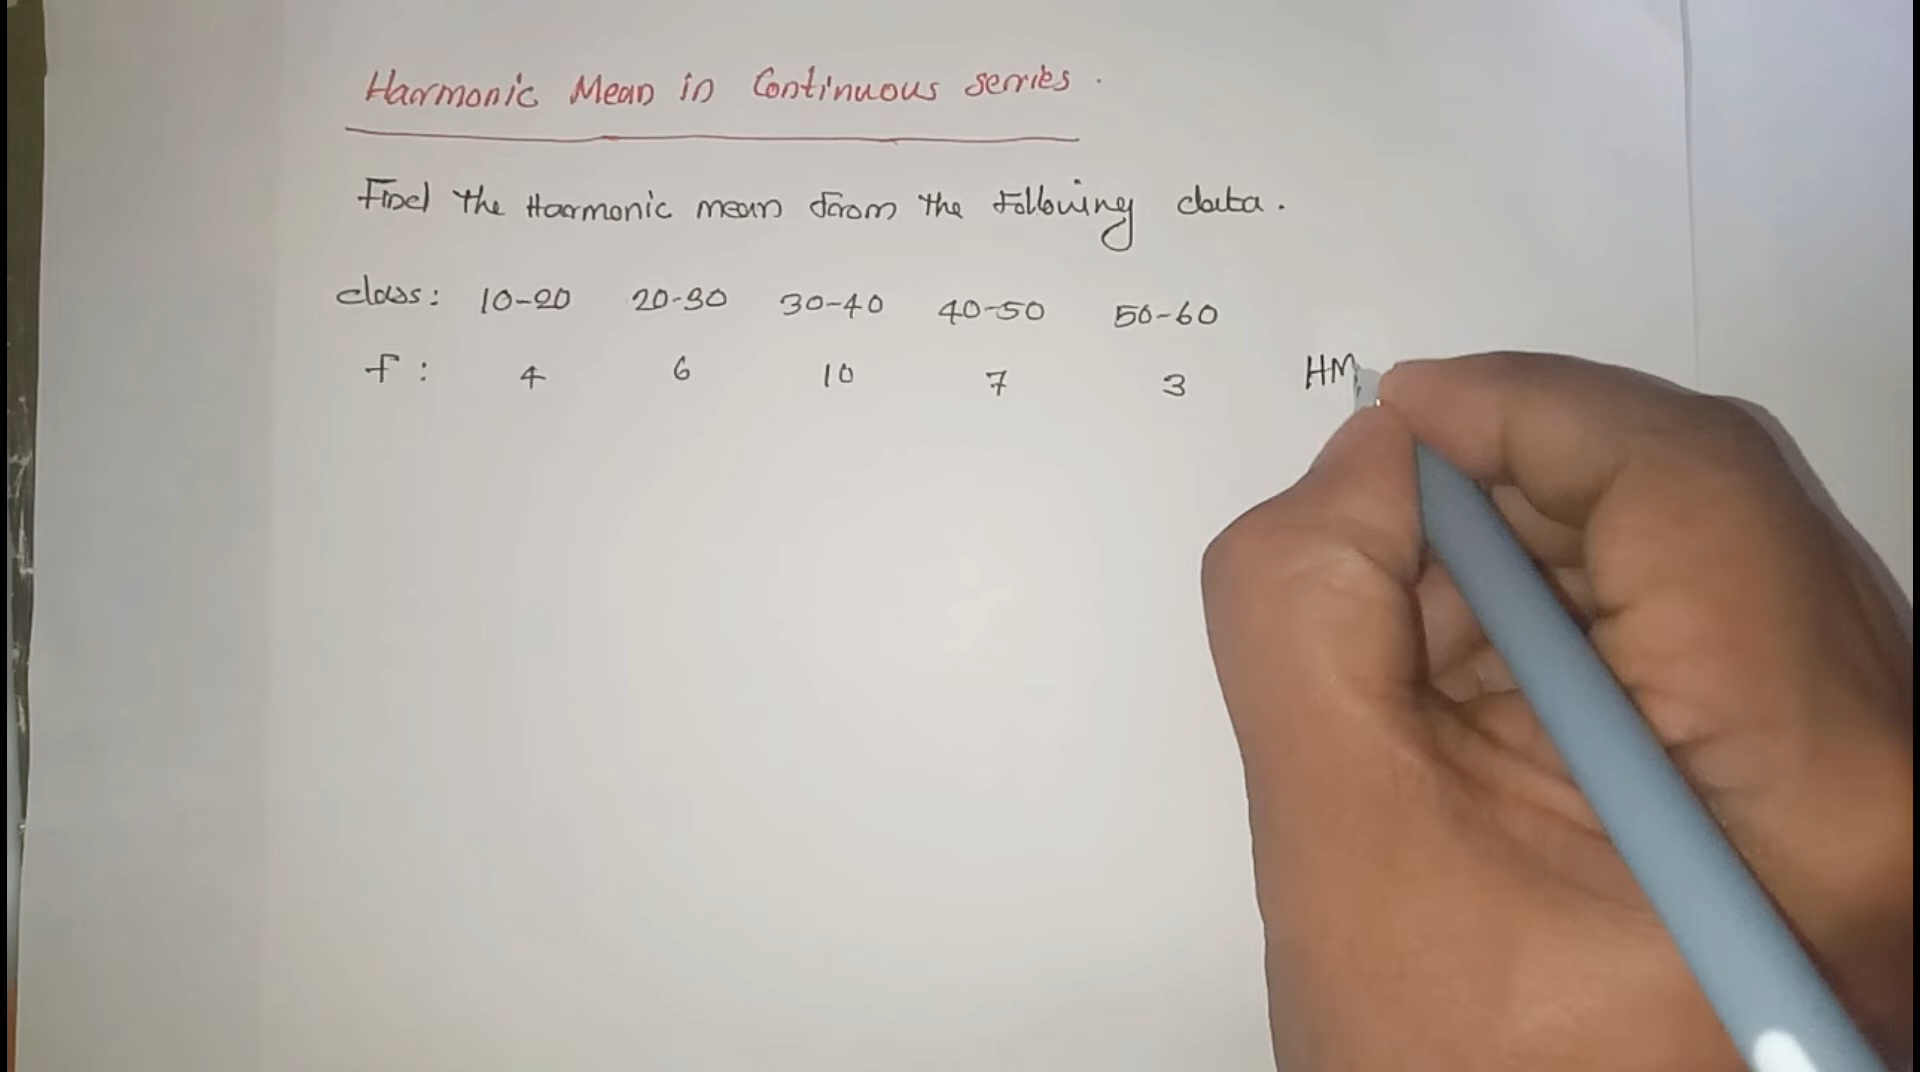 Harmonic Mean in Continuous series.
Find the Harmonic mean from the following data.
class: 10-20 20-30 30-40 40-50 50-60
f: 4 6 10 7 3 HM